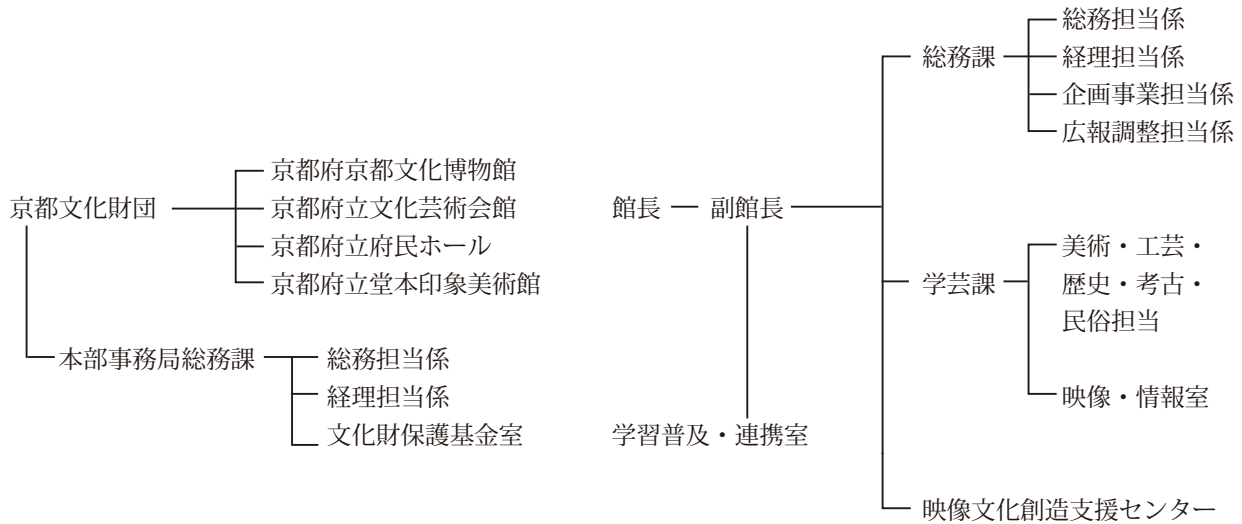 京都文化財団
京都府京都文化博物館
京都府立文化芸術会館
京都府立府民ホール
京都府立堂本印象美術館
本部事務局総務課
総務担当係
経理担当係
文化財保護基金室
館長
副館長
学習普及・連携室
総務課
総務担当係
経理担当係
企画事業担当係
広報調整担当係
学芸課
美術・工芸・
歴史・考古・
民俗担当
映像・情報室
映像文化創造支援センター